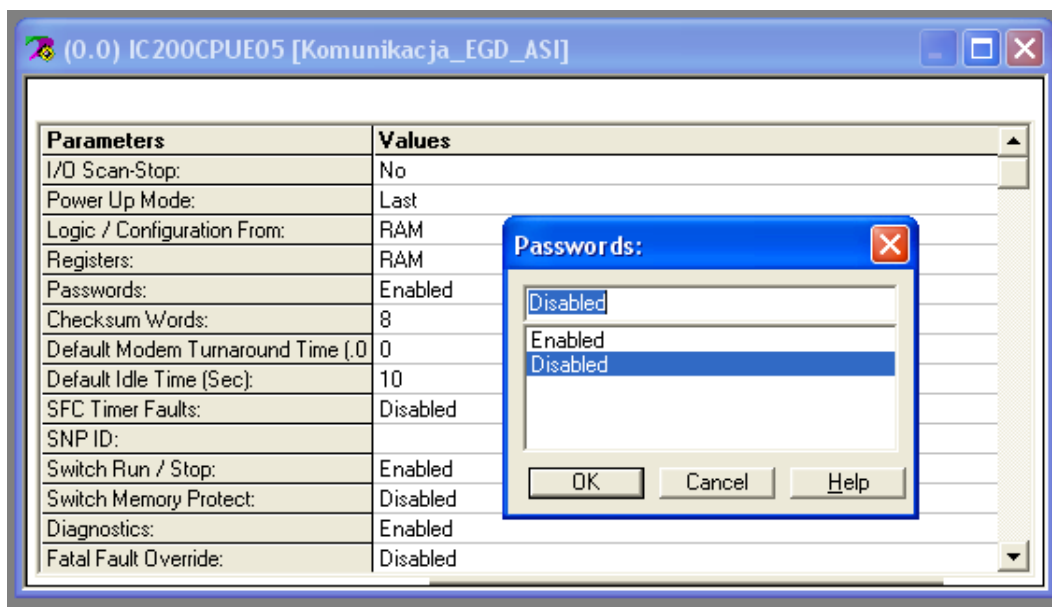 (0.0) IC200CPUE05 [Komunikacja_EGD_ASI]
Parameters Values
I/O Scan-Stop: No
Power Up Mode: Last
Logic / Configuration From: RAM
Registers: RAM
Passwords: Enabled
Checksum Words: 8
Default Modem Turnaround Time (.0 0
Default Idle Time (Sec): 10
SFC Timer Faults: Disabled
SNP ID:
Switch Run / Stop: Enabled
Switch Memory Protect: Disabled
Diagnostics: Enabled
Fatal Fault Override: Disabled
Passwords:
Disabled
Enabled
Disabled
OK Cancel Help